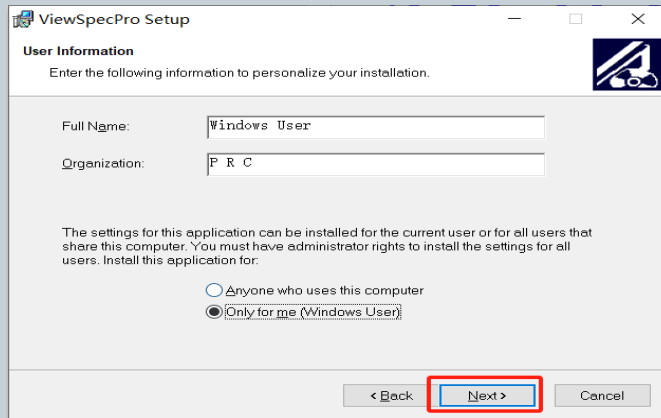 ViewSpecPro Setup
User Information
Enter the following information to personalize your installation.
Full Name:
Windows User
Organization:
P R C
The settings for this application can be installed for the current user or for all users that
share this computer. You must have administrator rights to install the settings for all
users. Install this application for:
Anyone who uses this computer
Only for me (Windows User)
< Back
Next >
Cancel